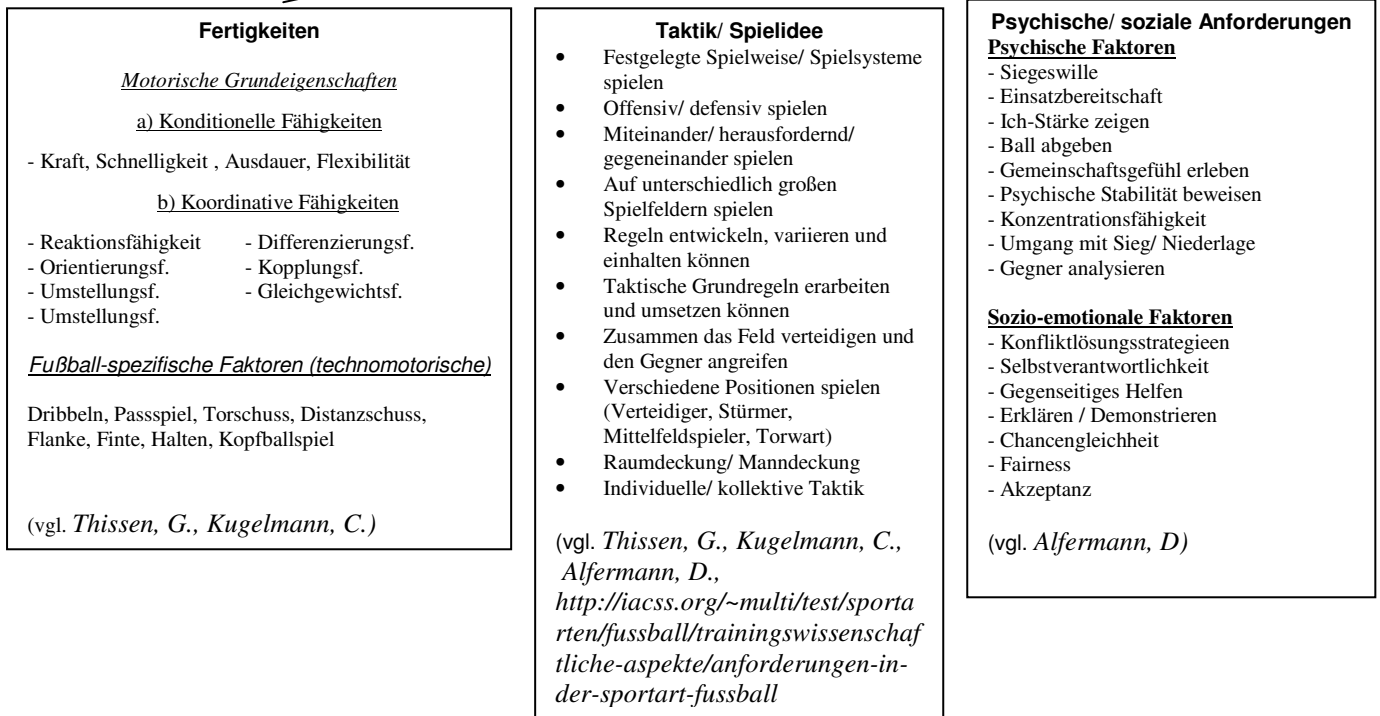 Fertigkeiten
Motorische Grundeigenschaften
a) Konditionelle Fähigkeiten
- Kraft, Schnelligkeit , Ausdauer, Flexibilität
b) Koordinative Fähigkeiten
- Reaktionsfähigkeit - Differenzierungsf.
- Orientierungsf. - Kopplungsf.
- Umstellungsf. - Gleichgewichtsf.
- Umstellungsf.
Fußball-spezifische Faktoren (technomotorische)
Dribbeln, Passspiel, Torschuss, Distanzschuss,
Flanke, Finte, Halten, Kopfballspiel
(vgl. Thissen, G., Kugelmann, C.)
Taktik/ Spielidee
• Festgelegte Spielweise/ Spielsysteme
spielen
• Offensiv/ defensiv spielen
• Miteinander/ herausfordernd/
gegeneinander spielen
• Auf unterschiedlich großen
Spielfeldern spielen
• Regeln entwickeln, variieren und
einhalten können
• Taktische Grundregeln erarbeiten
und umsetzen können
• Zusammen das Feld verteidigen und
den Gegner angreifen
• Verschiedene Positionen spielen
(Verteidiger, Stürmer,
Mittelfeldspieler, Torwart)
• Raumdeckung/ Manndeckung
• Individuelle/ kollektive Taktik
(vgl. Thissen, G., Kugelmann, C.,
Alfermann, D.,
http://iacss.org/~multi/test/sporta
rten/fussball/trainingswissenschaf
tliche-aspekte/anforderungen-in-
der-sportart-fussball
Psychische/ soziale Anforderungen
Psychische Faktoren
- Siegeswille
- Einsatzbereitschaft
- Ich-Stärke zeigen
- Ball abgeben
- Gemeinschaftsgefühl erleben
- Psychische Stabilität beweisen
- Konzentrationsfähigkeit
- Umgang mit Sieg/ Niederlage
- Gegner analysieren
Sozio-emotionale Faktoren
- Konfliktlösungsstrategieen
- Selbstverantwortlichkeit
- Gegenseitiges Helfen
- Erklären / Demonstrieren
- Chancengleichheit
- Fairness
- Akzeptanz
(vgl. Alfermann, D)